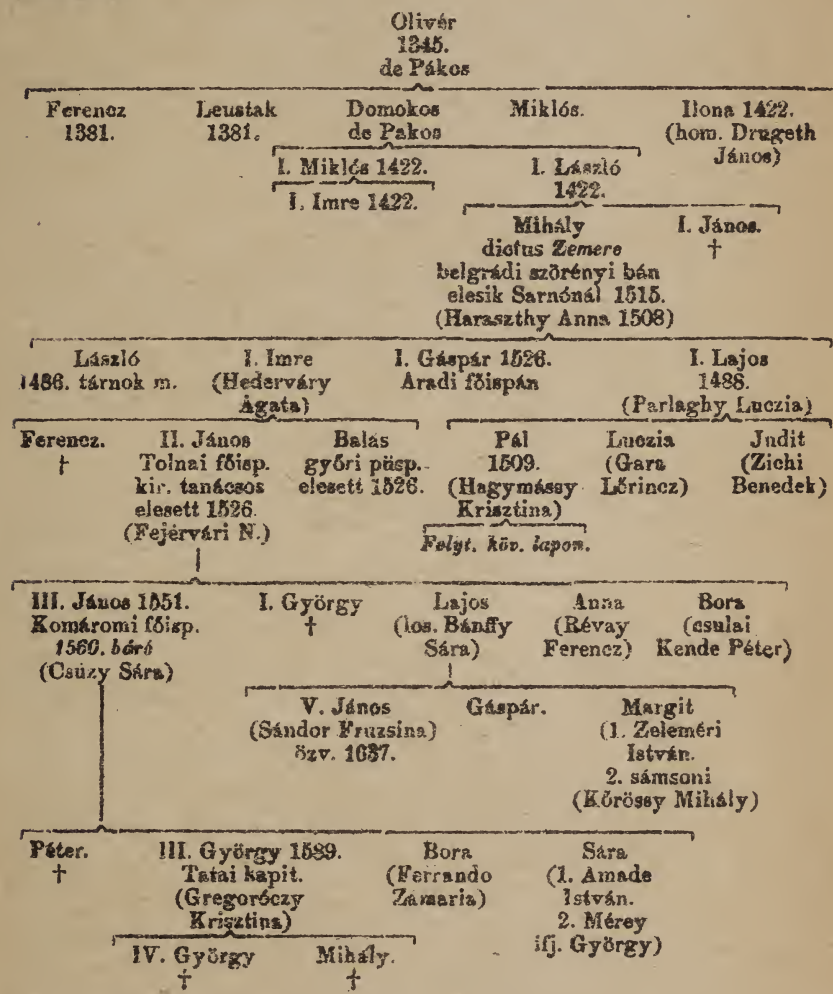 Olivér
1345.
de Pákos
Ferencz Leustak Domokos Miklós. Ilona 1422.
1381. 1381. de Pakos (hom. Drugeth
János)
I. Miklós 1422. I. László
1422.
I. Imre 1422.
Mihály I. János.
dictus Zemere †
belgrádi szörényi bán
elesik Sarnónál 1515.
(Haraszthy Anna 1508)
László I. Imre I. Gáspár 1526. I. Lajos
1486. tárnok m. (Hederváry Aradi főispán 1488.
Ágata) (Parlaghy Luczia)
Ferencz. II. János Balás Pál Luczia Judit
† Tolnai főisp. győri püsp. 1509. (Gara (Zichi
kir. tanácsos elesett 1526. (Hagymássy Lőrincz) Benedek)
elesett 1526. Krisztina)
(Fejérvári N.) Folyt. köv. lapon.
III. János 1551. I. György Lajos Anna Bora
Komáromi főisp. † (los. Bánffy (Révay (csulai
1560. báró Sára) Ferencz) Kende Péter)
(Csúzy Sára)
V. János Gáspár. Margit
(Sándor Fruzsina) (1. Zeleméri
özv. 1637. István.
2. sámsoni
(Kőrössy Mihály)
Péter. III. György 1589. Bora Sára
† Tatai kapit. (Ferrando (1. Amade
(Gregoróczy Zamaria) István.
Krisztina) 2. Mérey
ifj. György)
IV. György Mihály.
† †